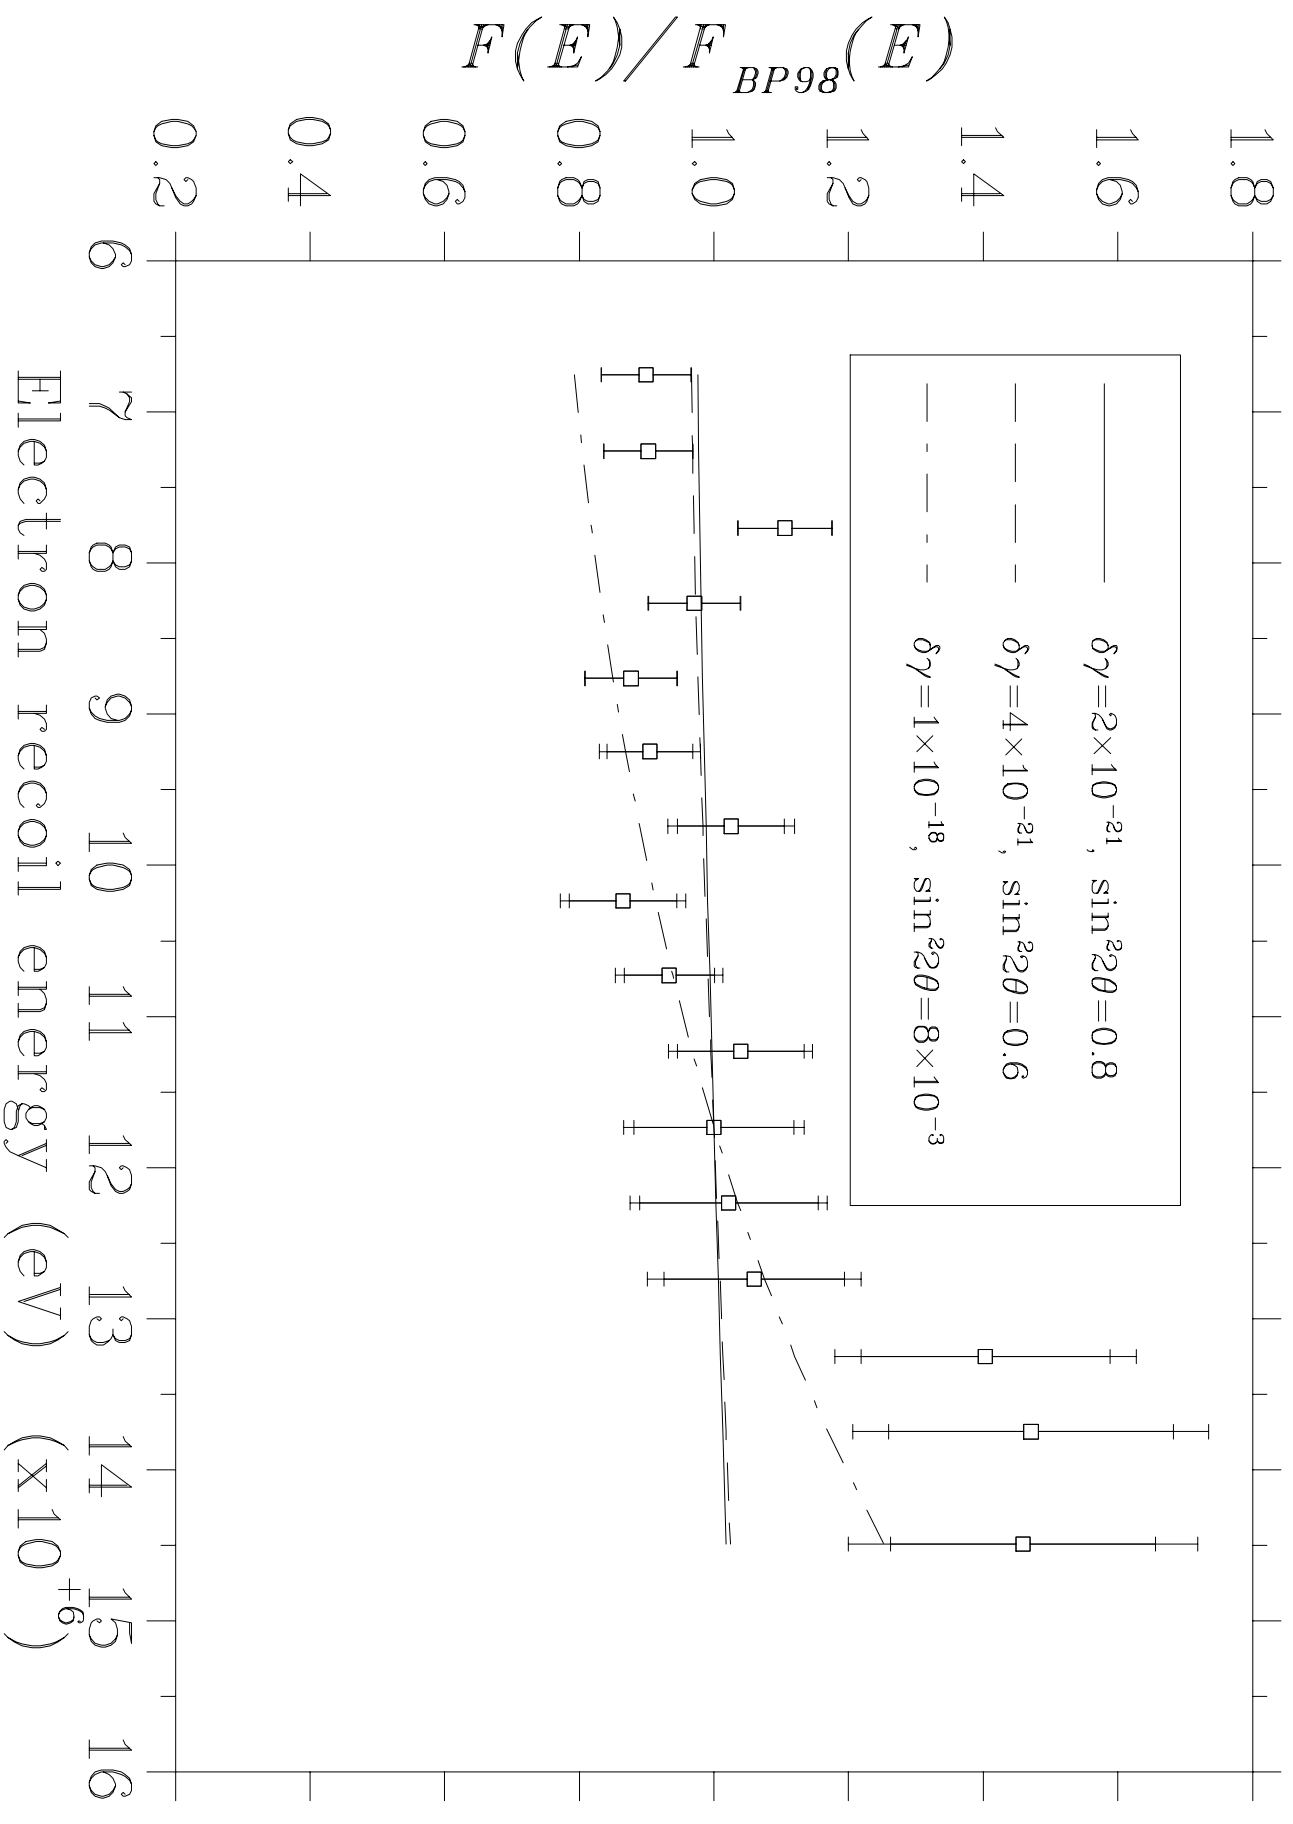 F(E)/F BP98 (E)
1.8
1.6
1.4
1.2
1.0
0.8
0.6
0.4
0.2
δγ=2×10⁻²¹, sin²2θ=0.8
δγ=4×10⁻²¹, sin²2θ=0.6
δγ=1×10⁻¹⁸, sin²2θ=8×10⁻³
6 7 8 9 10 11 12 13 14 15 16
Electron recoil energy (eV) (x10⁺⁶)